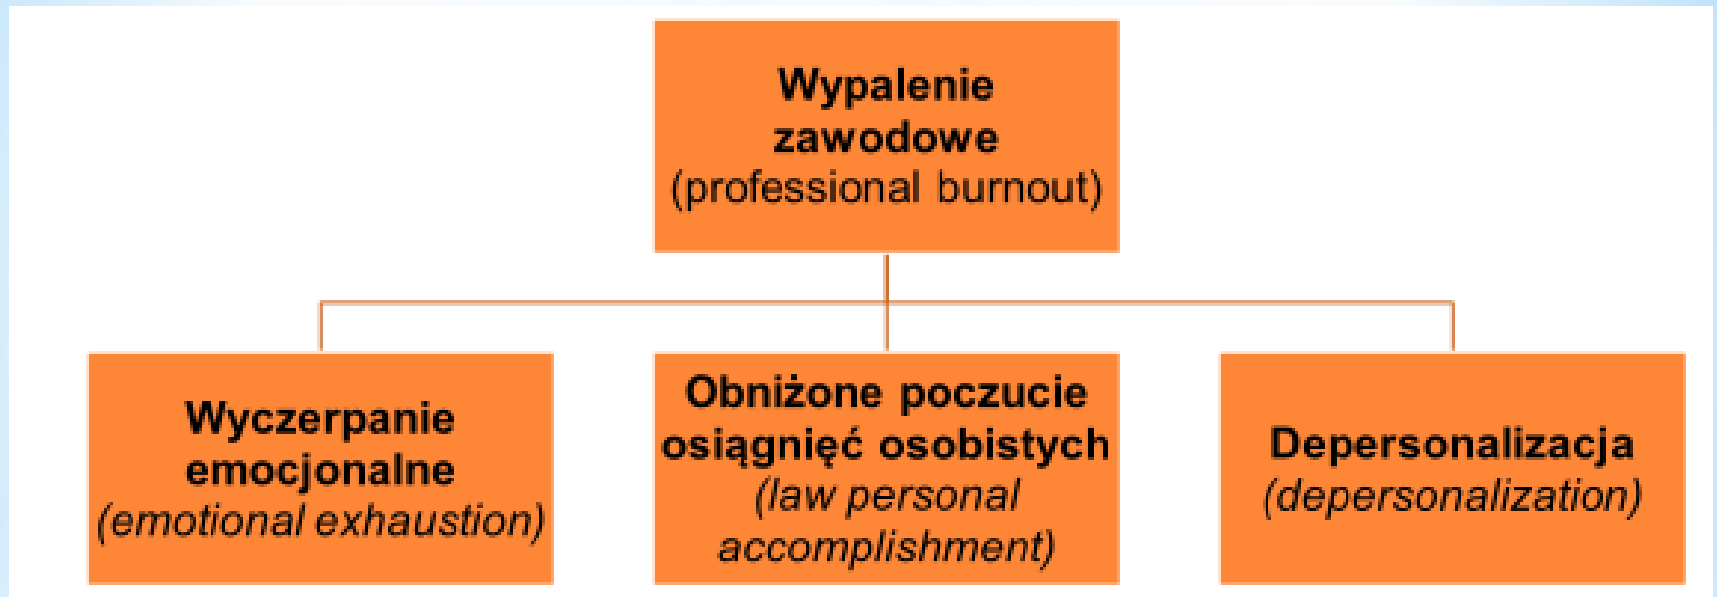 Wypalenie
zawodowe
(professional burnout)
Wyczerpanie
emocjonalne
(emotional exhaustion)
Obniżone poczucie
osiągnięć osobistych
(law personal
accomplishment)
Depersonalizacja
(depersonalization)